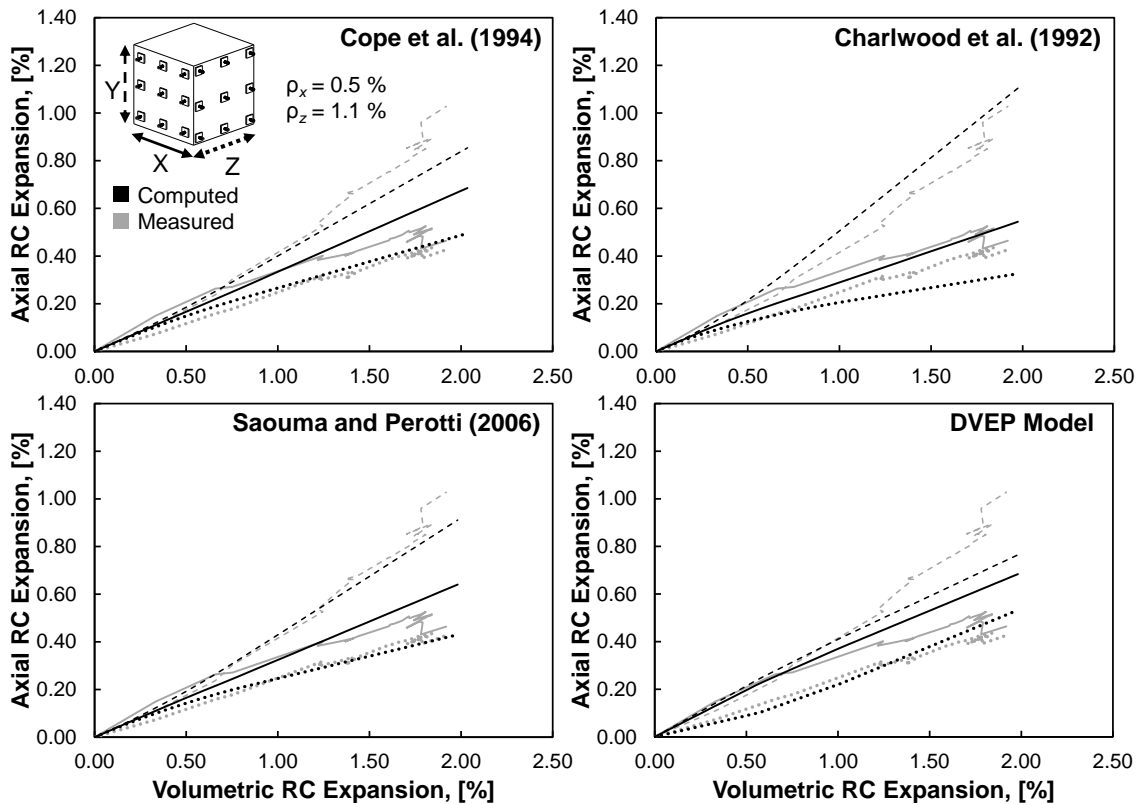 Cope et al. (1994)
Axial RC Expansion, [%]
1.40
1.20
1.00
0.80
0.60
0.40
0.20
0.00
Y
X
Z
ρx = 0.5 %
ρz = 1.1 %
Computed
Measured
0.00 0.50 1.00 1.50 2.00 2.50
Charlwood et al. (1992)
Axial RC Expansion, [%]
1.40
1.20
1.00
0.80
0.60
0.40
0.20
0.00
0.00 0.50 1.00 1.50 2.00 2.50
Saouma and Perotti (2006)
Axial RC Expansion, [%]
1.40
1.20
1.00
0.80
0.60
0.40
0.20
0.00
0.00 0.50 1.00 1.50 2.00 2.50
Volumetric RC Expansion, [%]
DVEP Model
Axial RC Expansion, [%]
1.40
1.20
1.00
0.80
0.60
0.40
0.20
0.00
0.00 0.50 1.00 1.50 2.00 2.50
Volumetric RC Expansion, [%]